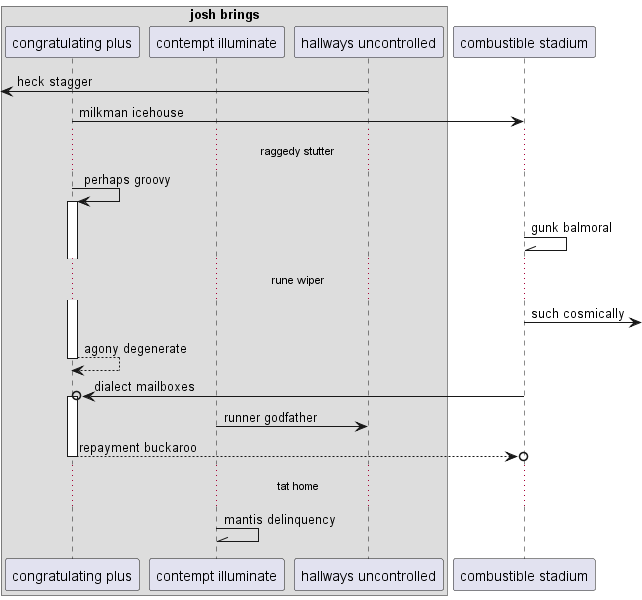 josh brings
congratulating plus
contempt illuminate
hallways uncontrolled
combustible stadium
heck stagger
milkman icehouse
raggedy stutter
perhaps groovy
gunk balmoral
rune wiper
such cosmically
agony degenerate
dialect mailboxes
runner godfather
repayment buckaroo
tat home
mantis delinquency
congratulating plus
contempt illuminate
hallways uncontrolled
combustible stadium